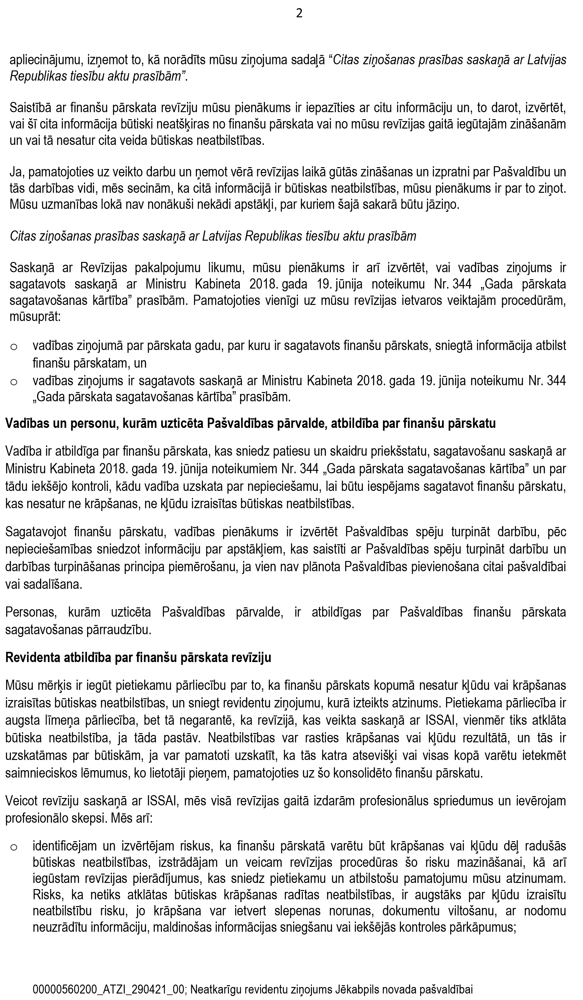 2
apliecinājumu, izņemot to, kā norādīts mūsu ziņojuma sadaļā “Citas ziņošanas prasības saskaņā ar Latvijas
Republikas tiesību aktu prasībām”.
Saistībā ar finanšu pārskata revīziju mūsu pienākums ir iepazīties ar citu informāciju un, to darot, izvērtēt,
vai šī cita informācija būtiski neatšķiras no finanšu pārskata vai no mūsu revīzijas gaitā iegūtajām zināšanām
un vai tā nesatur cita veida būtiskas neatbilstības.
Ja, pamatojoties uz veikto darbu un ņemot vērā revīzijas laikā gūtās zināšanas un izpratni par Pašvaldību un
tās darbības vidi, mēs secinām, ka citā informācijā ir būtiskas neatbilstības, mūsu pienākums ir par to ziņot.
Mūsu uzmanības lokā nav nonākuši nekādi apstākļi, par kuriem šajā sakarā būtu jāziņo.
Citas ziņošanas prasības saskaņā ar Latvijas Republikas tiesību aktu prasībām
Saskaņā ar Revīzijas pakalpojumu likumu, mūsu pienākums ir arī izvērtēt, vai vadības ziņojums ir
sagatavots saskaņā ar Ministru Kabineta 2018. gada 19. jūnija noteikumu Nr. 344 „Gada pārskata
sagatavošanas kārtība” prasībām. Pamatojoties vienīgi uz mūsu revīzijas ietvaros veiktajām procedūrām,
mūsuprāt:
o vadības ziņojumā par pārskata gadu, par kuru ir sagatavots finanšu pārskats, sniegtā informācija atbilst
finanšu pārskatam, un
o vadības ziņojums ir sagatavots saskaņā ar Ministru Kabineta 2018. gada 19. jūnija noteikumu Nr. 344
„Gada pārskata sagatavošanas kārtība” prasībām.
Vadības un personu, kurām uzticēta Pašvaldības pārvalde, atbildība par finanšu pārskatu
Vadība ir atbildīga par finanšu pārskata, kas sniedz patiesu un skaidru priekšstatu, sagatavošanu saskaņā ar
Ministru Kabineta 2018. gada 19. jūnija noteikumiem Nr. 344 „Gada pārskata sagatavošanas kārtība” un par
tādu iekšējo kontroli, kādu vadība uzskata par nepieciešamu, lai būtu iespējams sagatavot finanšu pārskatu,
kas nesatur ne krāpšanas, ne kļūdu izraisītas būtiskas neatbilstības.
Sagatavojot finanšu pārskatu, vadības pienākums ir izvērtēt Pašvaldības spēju turpināt darbību, pēc
nepieciešamības sniedzot informāciju par apstākļiem, kas saistīti ar Pašvaldības spēju turpināt darbību un
darbības turpināšanas principa piemērošanu, ja vien nav plānota Pašvaldības pievienošana citai pašvaldībai
vai sadalīšana.
Personas, kurām uzticēta Pašvaldības pārvalde, ir atbildīgas par Pašvaldības finanšu pārskata
sagatavošanas pārraudzību.
Revidenta atbildība par finanšu pārskata revīziju
Mūsu mērķis ir iegūt pietiekamu pārliecību par to, ka finanšu pārskats kopumā nesatur kļūdu vai krāpšanas
izraisītas būtiskas neatbilstības, un sniegt revidentu ziņojumu, kurā izteikts atzinums. Pietiekama pārliecība ir
augsta līmeņa pārliecība, bet tā negarantē, ka revīzijā, kas veikta saskaņā ar ISSAI, vienmēr tiks atklāta
būtiska neatbilstība, ja tāda pastāv. Neatbilstības var rasties krāpšanas vai kļūdu rezultātā, un tās ir
uzskatāmas par būtiskām, ja var pamatoti uzskatīt, ka tās katra atsevišķi vai visas kopā varētu ietekmēt
saimnieciskos lēmumus, ko lietotāji pieņem, pamatojoties uz šo konsolidēto finanšu pārskatu.
Veicot revīziju saskaņā ar ISSAI, mēs visā revīzijas gaitā izdarām profesionālus spriedumus un ievērojam
profesionālo skepsi. Mēs arī:
o identificējam un izvērtējam riskus, ka finanšu pārskatā varētu būt krāpšanas vai kļūdu dēļ radušās
būtiskas neatbilstības, izstrādājam un veicam revīzijas procedūras šo risku mazināšanai, kā arī
iegūstam revīzijas pierādījumus, kas sniedz pietiekamu un atbilstošu pamatojumu mūsu atzinumam.
Risks, ka netiks atklātas būtiskas krāpšanas radītas neatbilstības, ir augstāks par kļūdu izraisītu
neatbilstību risku, jo krāpšana var ietvert slepenas norunas, dokumentu viltošanu, ar nodomu
neuzrādītu informāciju, maldinošas informācijas sniegšanu vai iekšējās kontroles pārkāpumus;
00000560200_ATZI_290421_00; Neatkarīgu revidentu ziņojums Jēkabpils novada pašvaldībai